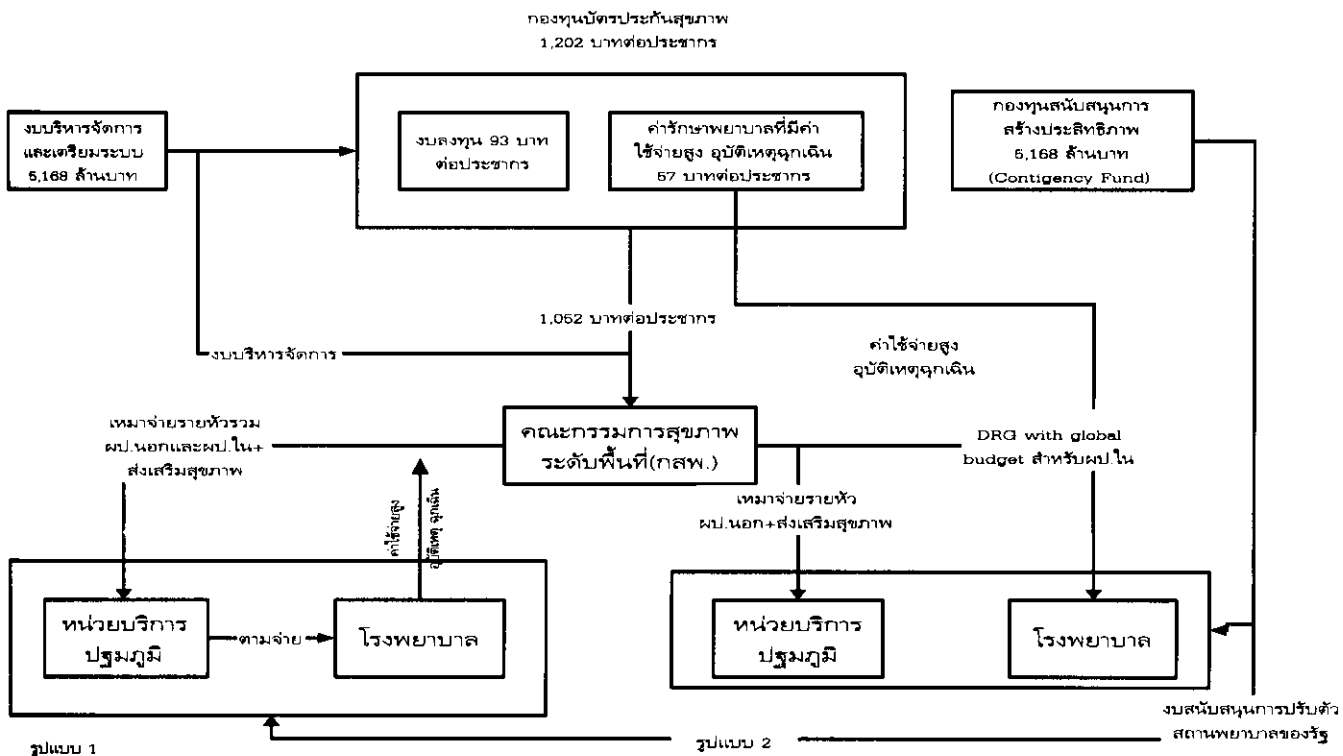 กองทุนบัตรประกันสุขภาพ
1,202 บาทต่อประชากร
งบบริหารจัดการ
และเตรียมระบบ
5,168 ล้านบาท
งบลงทุน 93 บาท
ต่อประชากร
ค่ารักษาพยาบาลที่มีค่า
ใช้จ่ายสูง อุบัติเหตุฉุกเฉิน
57 บาทต่อประชากร
กองทุนสนับสนุนการ
สร้างประสิทธิภาพ
5,168 ล้านบาท
(Contigency Fund)
1,052 บาทต่อประชากร
งบบริหารจัดการ
ค่าใช้จ่ายสูง
อุบัติเหตุฉุกเฉิน
เหมาจ่ายรายหัวรวม
ผป.นอกและผป.ใน+
ส่งเสริมสุขภาพ
คณะกรรมการสุขภาพ
ระดับพื้นที่(กสพ.)
DRG with global
budget สำหรับผป.ใน
ค่าใช้จ่ายสูง
อุบัติเหตุ ฉุกเฉิน
เหมาจ่ายรายหัว
ผป.นอก+ส่งเสริมสุขภาพ
หน่วยบริการ
ปฐมภูมิ
ตามจ่าย
โรงพยาบาล
หน่วยบริการ
ปฐมภูมิ
โรงพยาบาล
งบสนับสนุนการปรับตัว
สถานพยาบาลของรัฐ
รูปแบบ 1
รูปแบบ 2